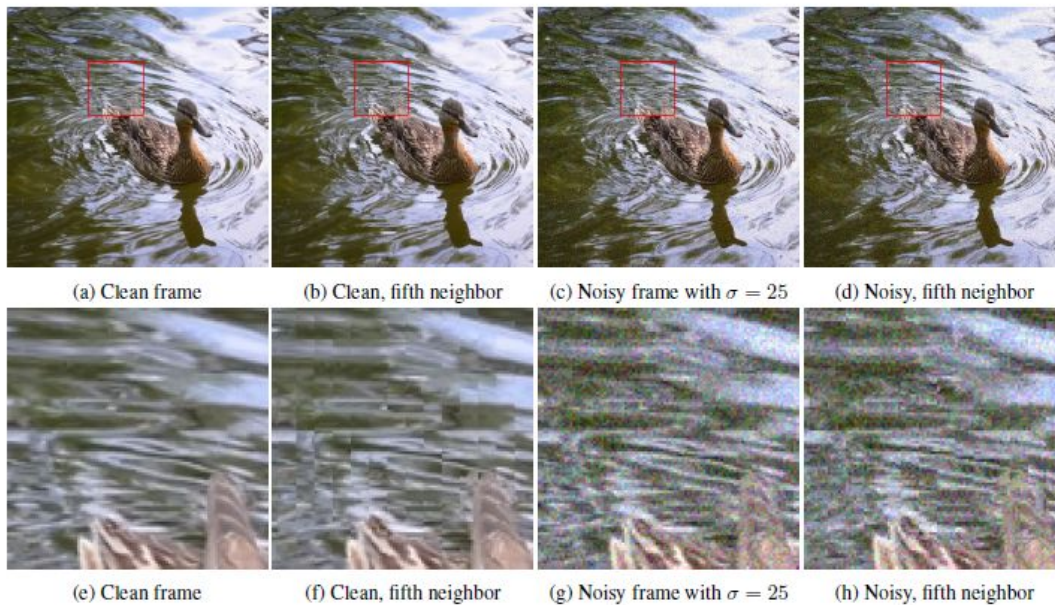 (a) Clean frame
(b) Clean, fifth neighbor
(c) Noisy frame with σ = 25
(d) Noisy, fifth neighbor
(e) Clean frame
(f) Clean, fifth neighbor
(g) Noisy frame with σ = 25
(h) Noisy, fifth neighbor